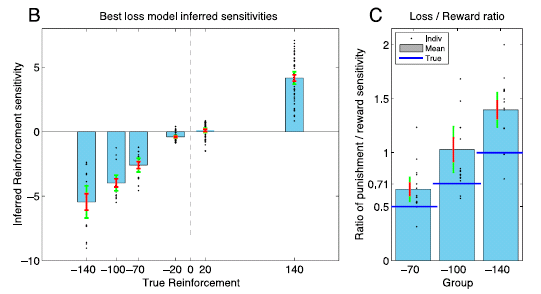 B
Best loss model inferred sensitivities
Inferred Reinforcement sensitivity
5
0
−5
−10
−140 −100 −70 −20 0 20 140
True Reinforcement
C
Loss / Reward ratio
Indiv
Mean
True
Ratio of punishment / reward sensitivity
2
1.5
1
0.71
0.5
0
−70 −100 −140
Group